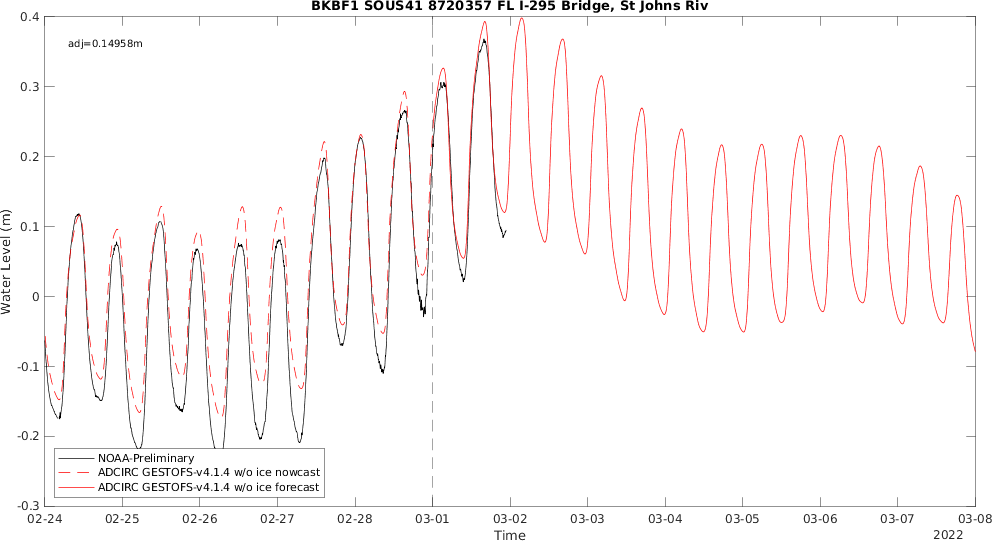 BKBF1 SOUS41 8720357 FL I-295 Bridge, St Johns Riv
adj=0.14958m
0.4
0.3
0.2
0.1
0
-0.1
-0.2
-0.3
Water Level (m)
NOAA-Preliminary
ADCIRC GESTOFS-v4.1.4 w/o ice nowcast
ADCIRC GESTOFS-v4.1.4 w/o ice forecast
02-24 02-25 02-26 02-27 02-28 03-01 03-02 03-03 03-04 03-05 03-06 03-07 03-08
Time
2022